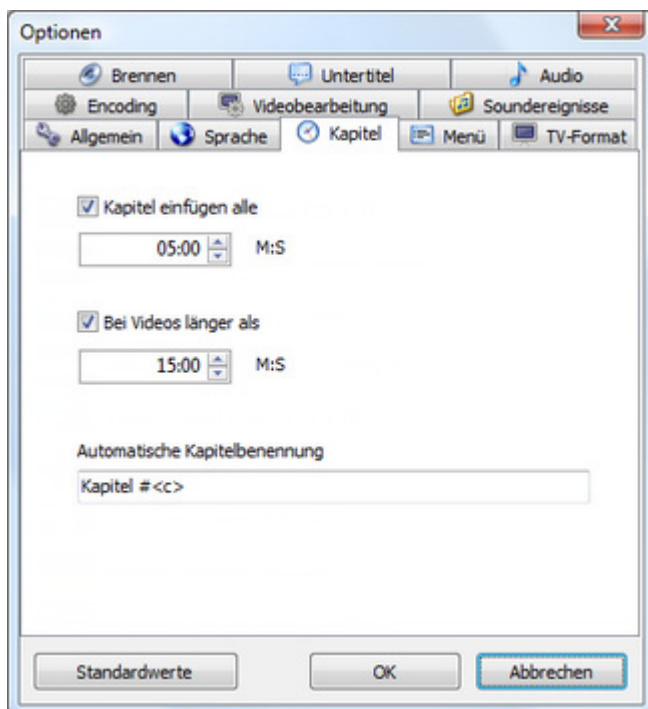 Optionen
Brennen Untertitel Audio
Encoding Videobearbeitung Soundereignisse
Allgemein Sprache Kapitel Menü TV-Format
Kapitel einfügen alle
05:00 M:S
Bei Videos länger als
15:00 M:S
Automatische Kapitelbenennung
Kapitel #<c>
Standardwerte OK Abbrechen